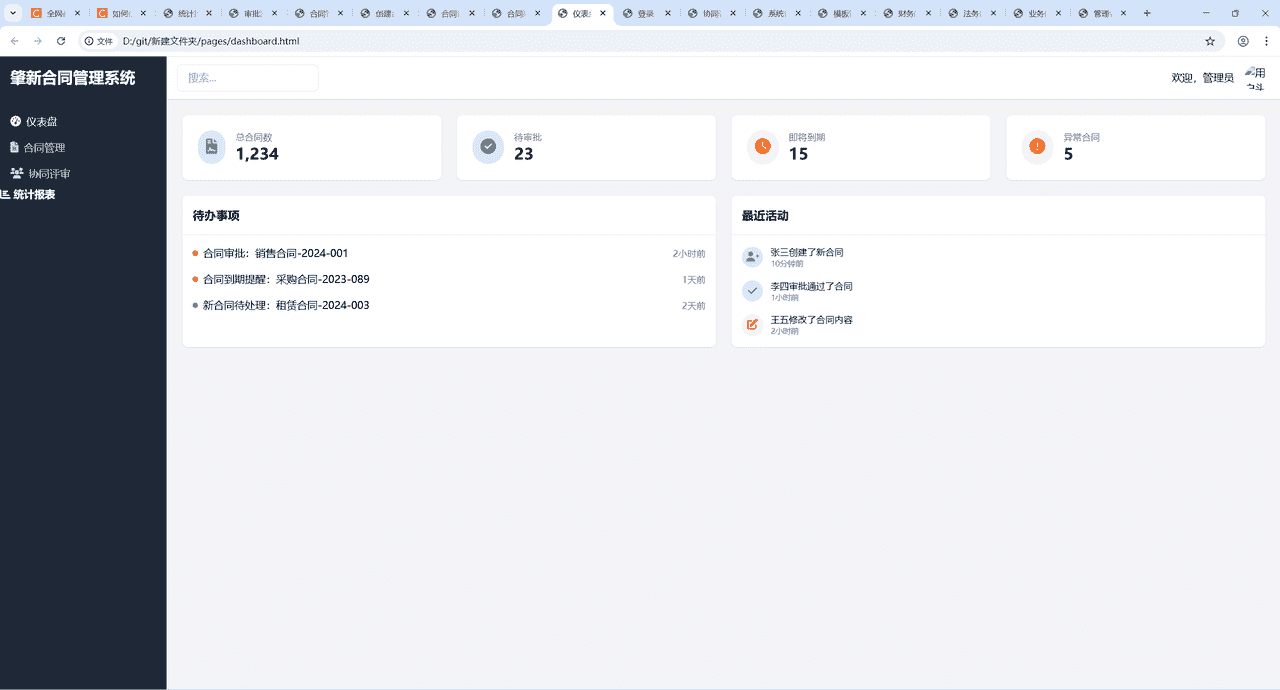 全网
如何
统计
审批
合同
创建
合同
合同
仪表
登录
协同
系统
模板
财务
法务
业务
管理
文件
D:/git/新建文件夹/pages/dashboard.html
肇新合同管理系统
搜索...
欢迎，管理员
仪表盘
合同管理
协同评审
统计报表
总合同数
1,234
待审批
23
即将到期
15
异常合同
5
待办事项
合同审批：销售合同-2024-001
2小时前
合同到期提醒：采购合同-2023-089
1天前
新合同待处理：租赁合同-2024-003
2天前
最近活动
张三创建了新合同
10分钟前
李四审批通过了合同
1小时前
王五修改了合同内容
2小时前